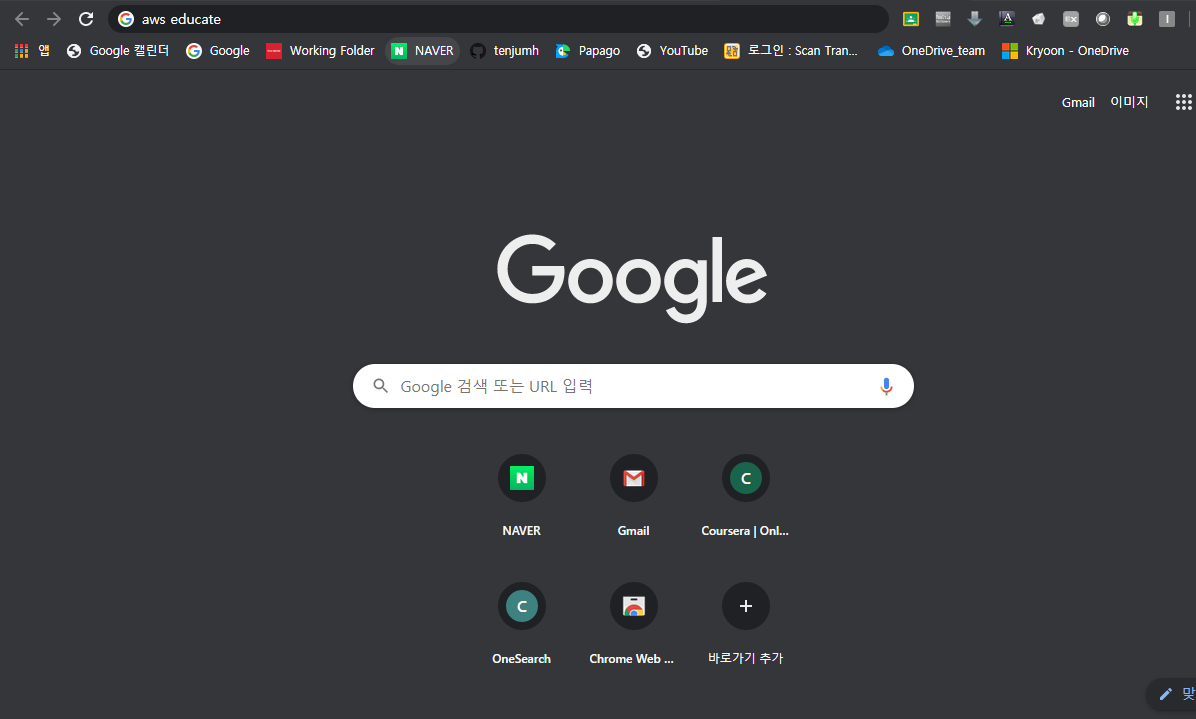 aws educate
앱 Google 캘린더 Google Working Folder NAVER tenjumh Papago YouTube 로그인 : Scan Tran... OneDrive_team Kryoon - OneDrive
Gmail 이미지
Google
Google 검색 또는 URL 입력
NAVER Gmail Coursera | Onl...
OneSearch Chrome Web ... 바로가기 추가
맞